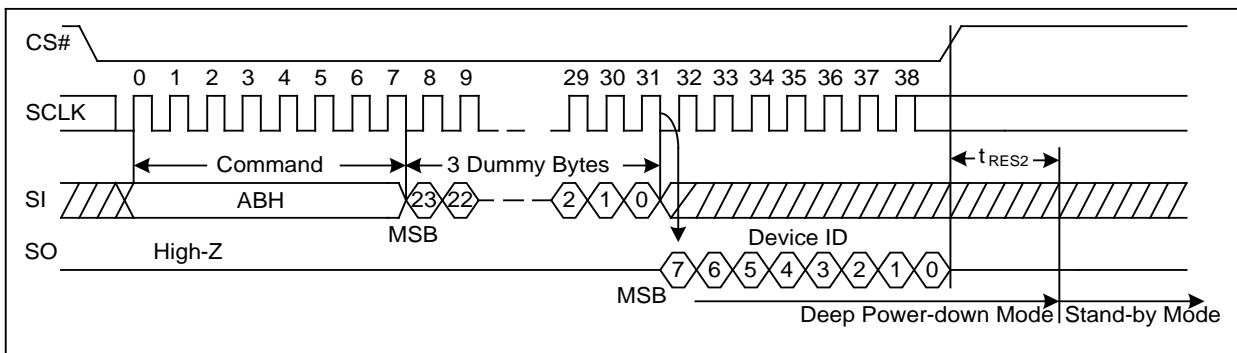 CS#
0 1 2 3 4 5 6 7 8 9 29 30 31 32 33 34 35 36 37 38
SCLK
Command 3 Dummy Bytes tRES2
SI ABH 23 22 2 1 0
MSB
SO High-Z Device ID
7 6 5 4 3 2 1 0
MSB
Deep Power-down Mode Stand-by Mode